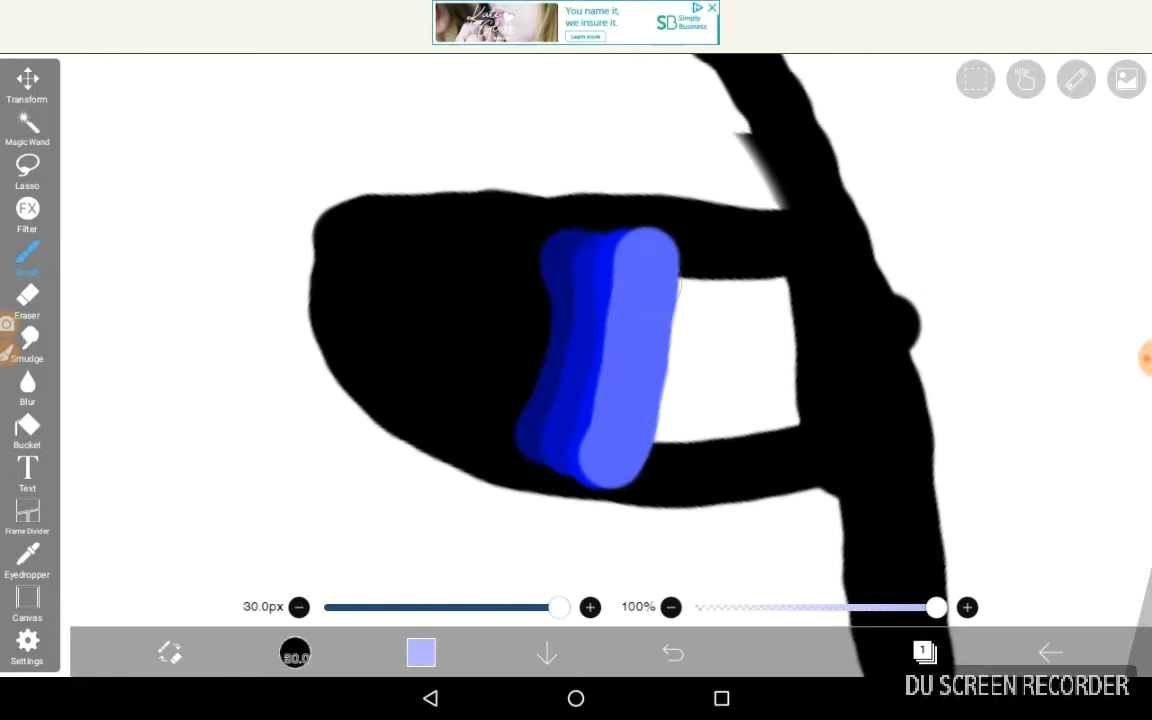 Katie
You name it,
we insure it.
Learn more
SB Simply
Business
Transform
Magic Wand
Lasso
FX
Filter
Brush
Eraser
Smudge
Blur
Bucket
T
Text
Frame Divider
Eyedropper
Canvas
Settings
30.0px
100%
30.0
1
DU SCREEN RECORDER